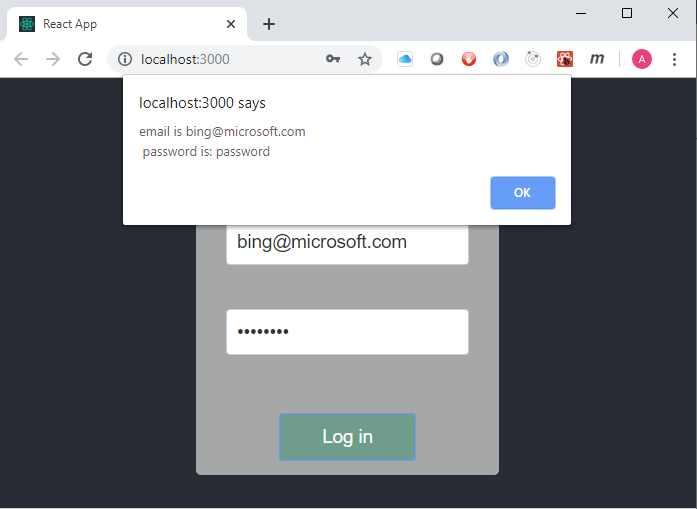 React App
localhost:3000
m
A
localhost:3000 says
email is bing@microsoft.com
password is: password
OK
bing@microsoft.com
••••••••
Log in